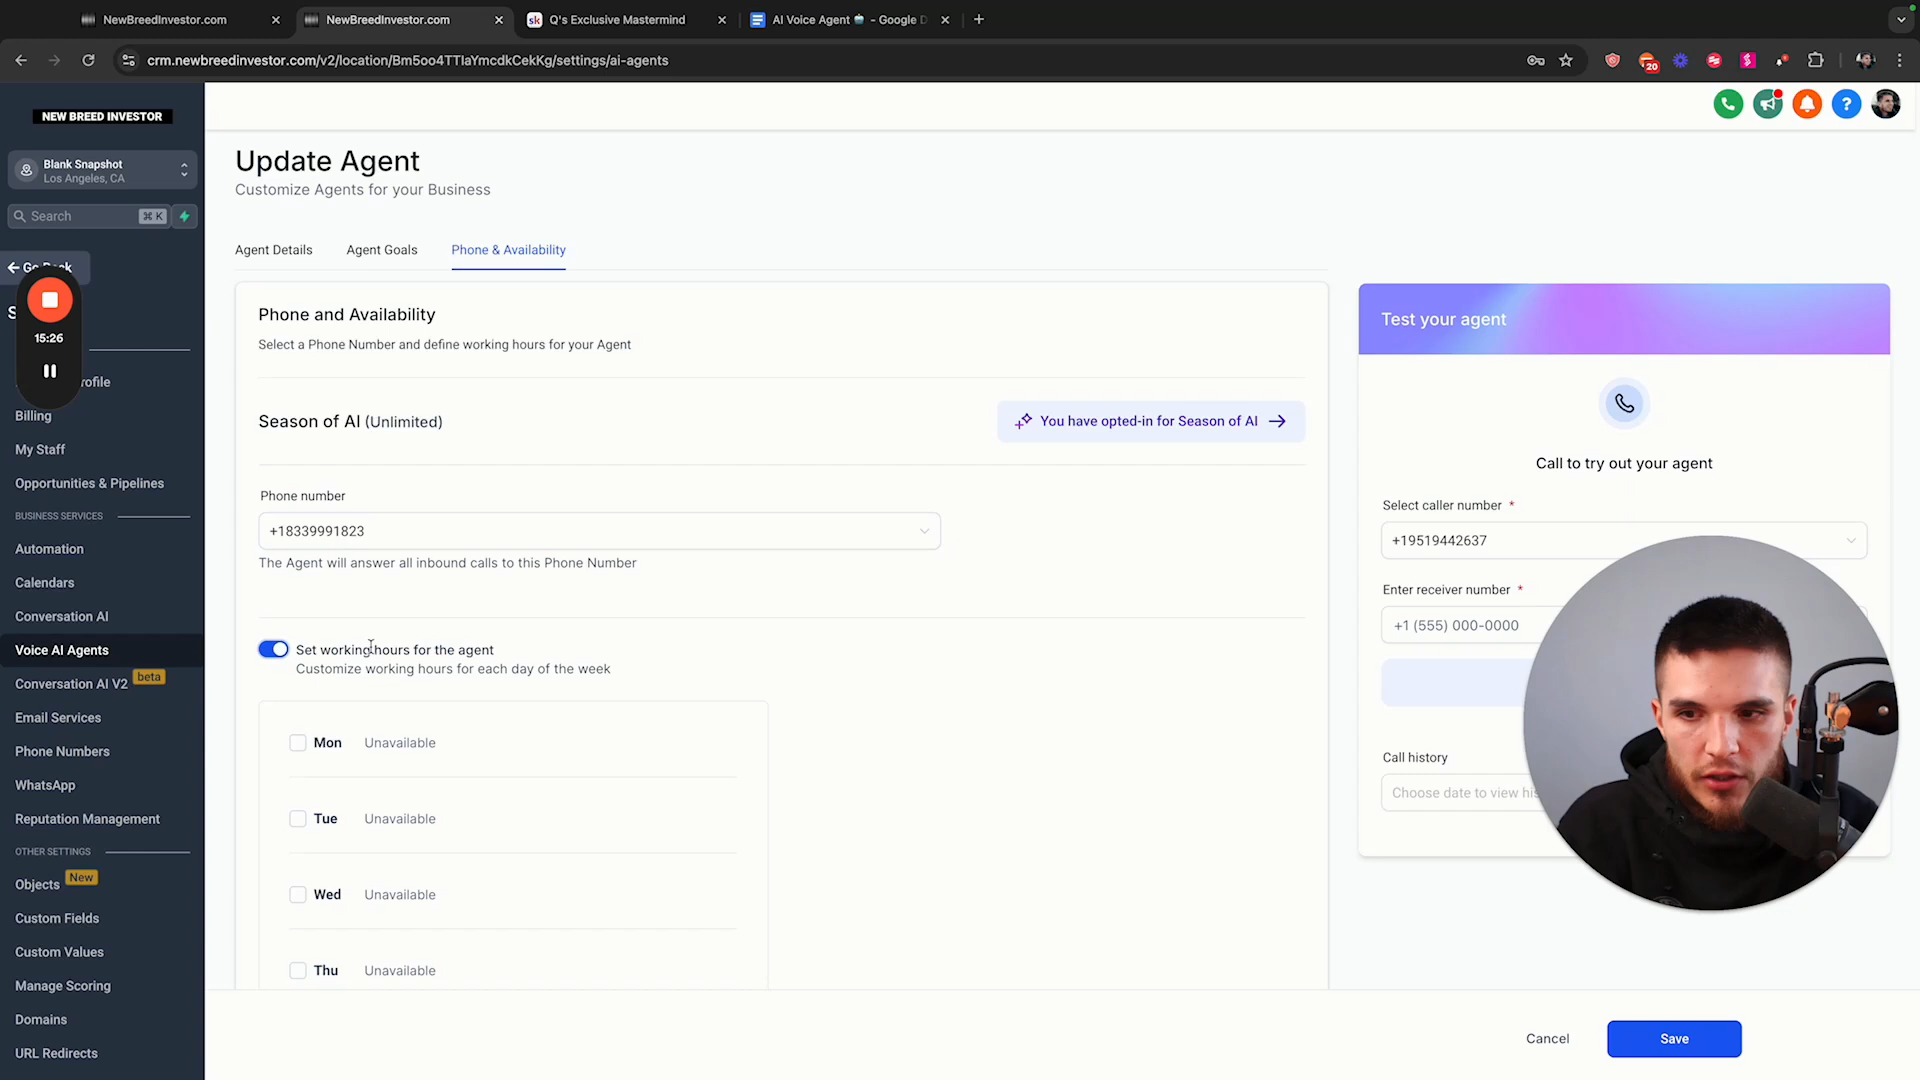 NewBreedInvestor.com
NewBreedInvestor.com
sk Q's Exclusive Mastermind
AI Voice Agent - Google D
crm.newbreedinvestor.com/v2/location/Bm5oo4TTIaYmcdkCekKg/settings/ai-agents
20
NEW BREED INVESTOR
Blank Snapshot
Los Angeles, CA
Search
⌘ K
15:26
rofile
Billing
My Staff
Opportunities & Pipelines
BUSINESS SERVICES
Automation
Calendars
Conversation AI
Voice AI Agents
Conversation AI V2 beta
Email Services
Phone Numbers
WhatsApp
Reputation Management
OTHER SETTINGS
Objects New
Custom Fields
Custom Values
Manage Scoring
Domains
URL Redirects
Update Agent
Customize Agents for your Business
Agent Details
Agent Goals
Phone & Availability
Phone and Availability
Select a Phone Number and define working hours for your Agent
Season of AI (Unlimited)
You have opted-in for Season of AI
Phone number
+18339991823
The Agent will answer all inbound calls to this Phone Number
Set working hours for the agent
Customize working hours for each day of the week
Mon Unavailable
Tue Unavailable
Wed Unavailable
Thu Unavailable
Test your agent
Call to try out your agent
Select caller number *
+19519442637
Enter receiver number *
+1 (555) 000-0000
Call history
Choose date to view his
Cancel
Save